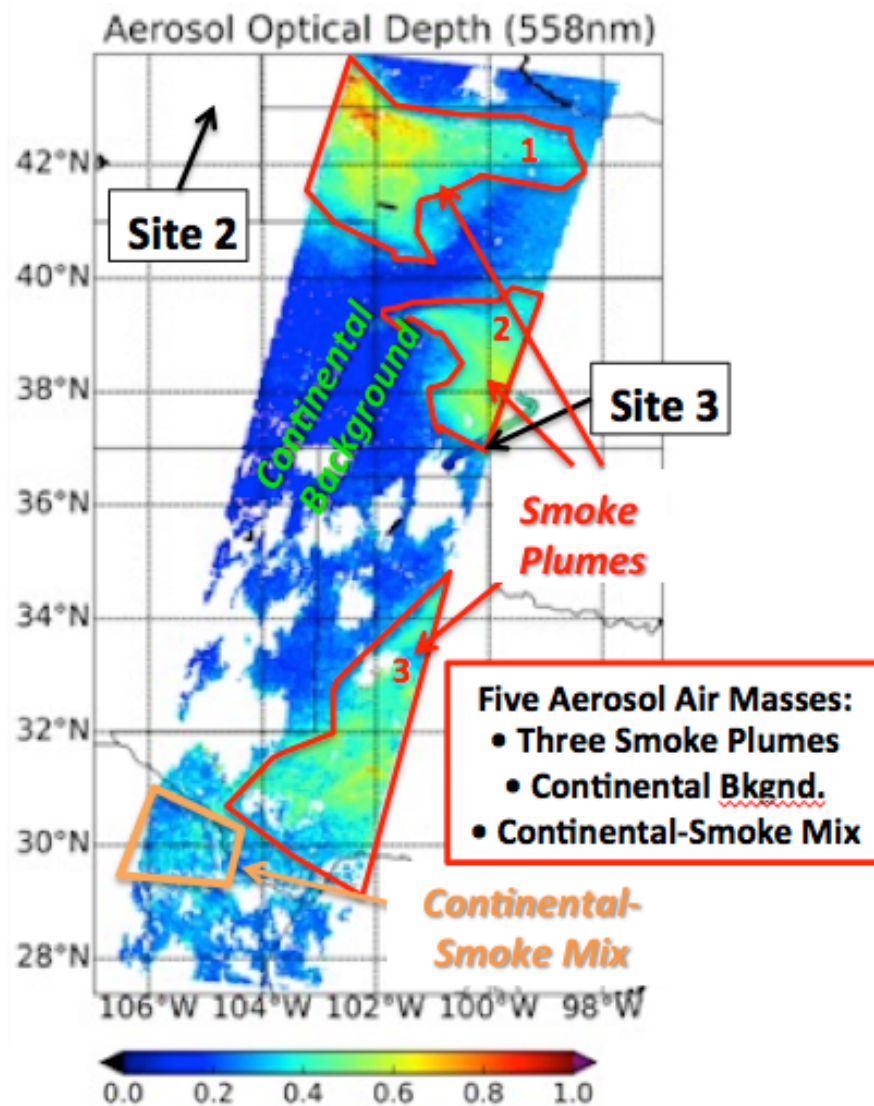 Aerosol Optical Depth (558nm)
42°N
40°N
38°N
36°N
34°N
32°N
30°N
28°N
106°W 104°W 102°W 100°W 98°W
Site 2
1
2
Continental
Background
Site 3
Smoke
Plumes
3
Five Aerosol Air Masses:
• Three Smoke Plumes
• Continental Bkgnd.
• Continental-Smoke Mix
Continental-
Smoke Mix
0.0 0.2 0.4 0.6 0.8 1.0